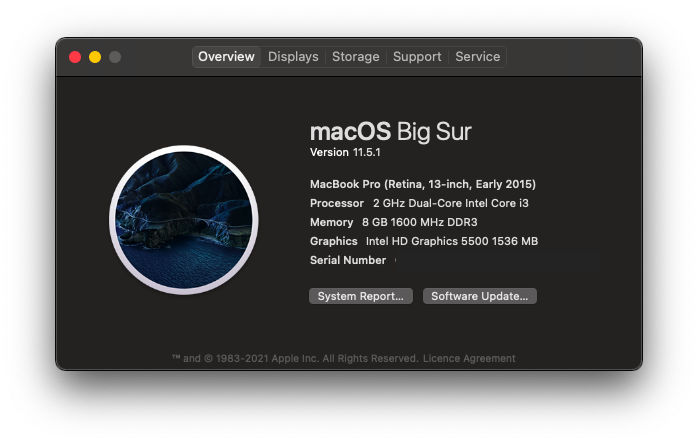 Overview Displays Storage Support Service
macOS Big Sur
Version 11.5.1
MacBook Pro (Retina, 13-inch, Early 2015)
Processor 2 GHz Dual-Core Intel Core i3
Memory 8 GB 1600 MHz DDR3
Graphics Intel HD Graphics 5500 1536 MB
Serial Number
System Report... Software Update...
™ and © 1983-2021 Apple Inc. All Rights Reserved. Licence Agreement